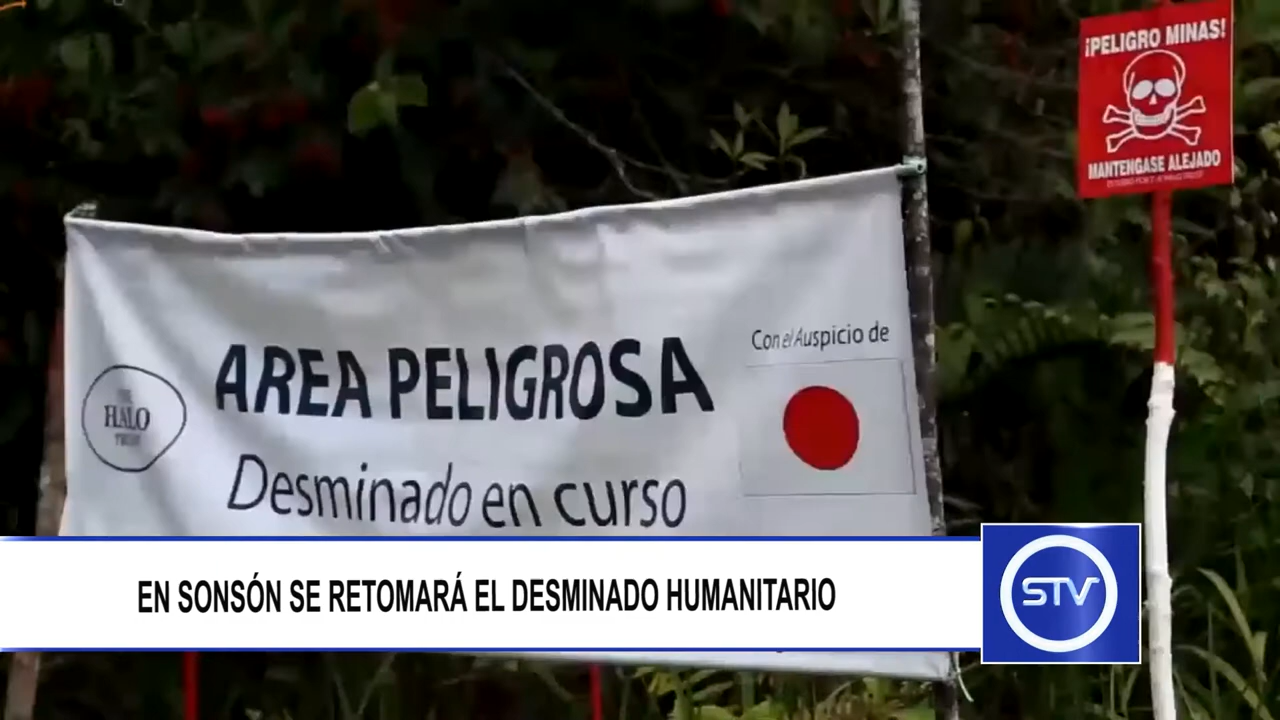 ¡PELIGRO MINAS!
MANTENGASE ALEJADO
Con el Auspicio de
AREA PELIGROSA
THE
HALO
TRUST
Desminado en curso
EN SONSÓN SE RETOMARÁ EL DESMINADO HUMANITARIO
STV